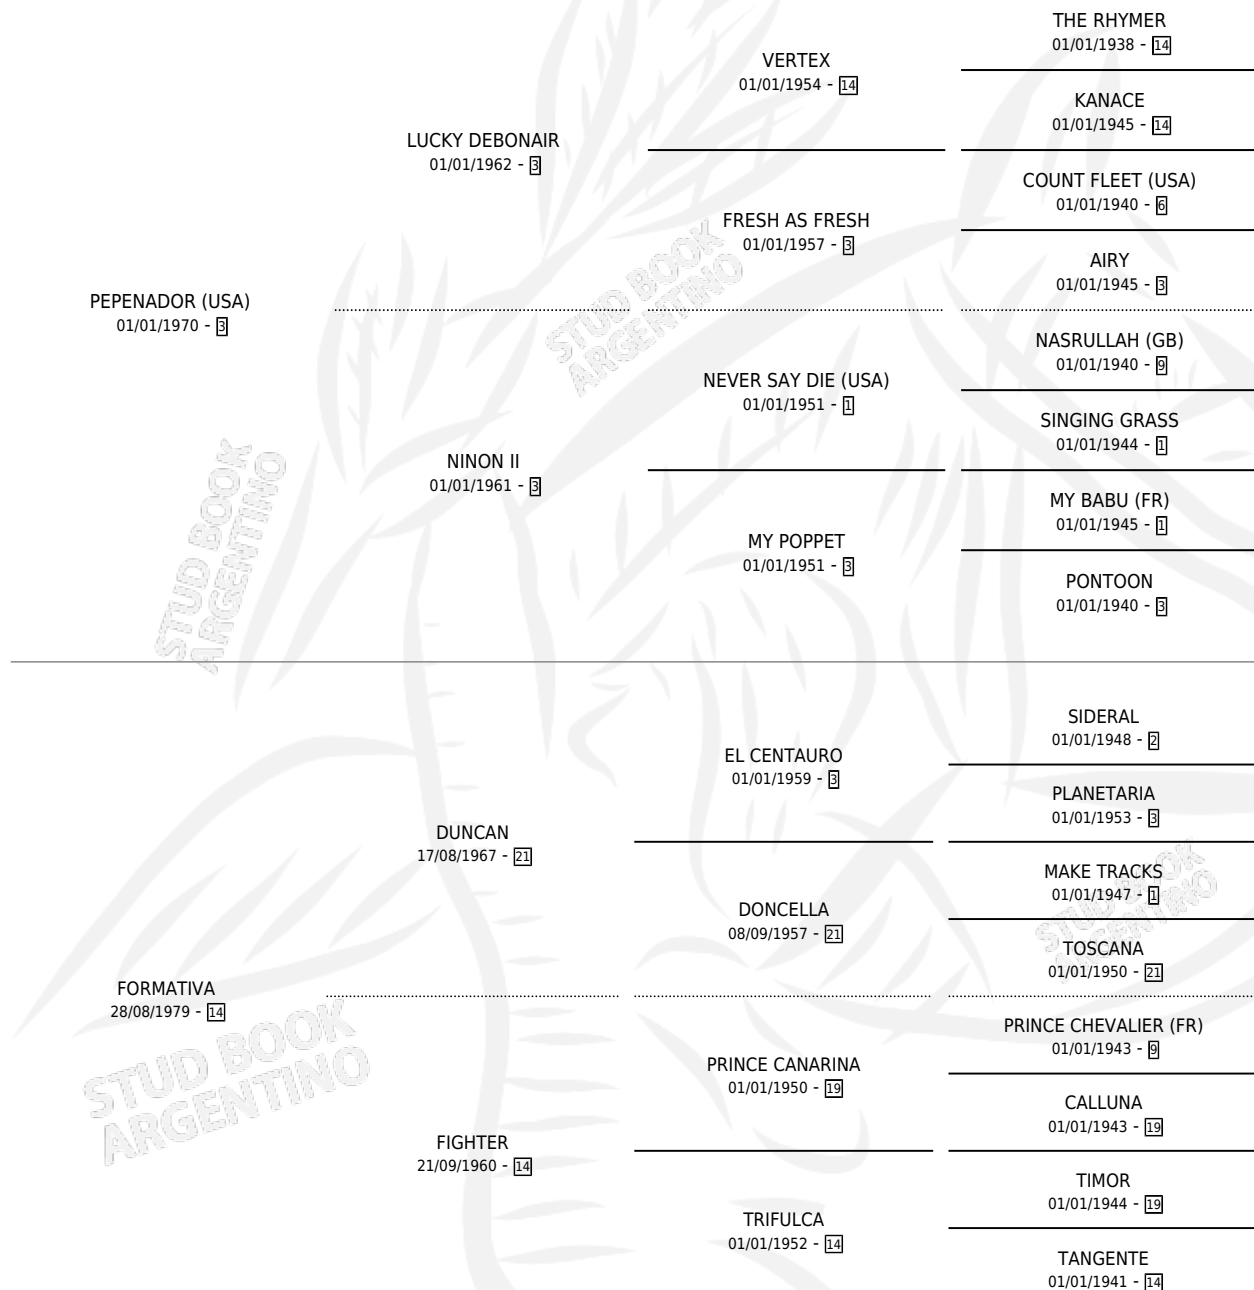 THE RHYMER
01/01/1938 - 14
VERTEX
01/01/1954 - 14
KANACE
01/01/1945 - 14
LUCKY DEBONAIR
01/01/1962 - 3
COUNT FLEET (USA)
01/01/1940 - 6
FRESH AS FRESH
01/01/1957 - 3
AIRY
01/01/1945 - 3
PEPENADOR (USA)
01/01/1970 - 3
NASRULLAH (GB)
01/01/1940 - 9
NEVER SAY DIE (USA)
01/01/1951 - 1
SINGING GRASS
01/01/1944 - 1
NINON II
01/01/1961 - 3
MY BABU (FR)
01/01/1945 - 1
MY POPPET
01/01/1951 - 3
PONTOON
01/01/1940 - 3
SIDERAL
01/01/1948 - 2
EL CENTAURO
01/01/1959 - 3
PLANETARIA
01/01/1953 - 3
DUNCAN
17/08/1967 - 21
MAKE TRACKS
01/01/1947 - 1
DONCELLA
08/09/1957 - 21
TOSCANA
01/01/1950 - 21
FORMATIVA
28/08/1979 - 14
PRINCE CHEVALIER (FR)
01/01/1943 - 9
PRINCE CANARINA
01/01/1950 - 19
CALLUNA
01/01/1943 - 19
FIGHTER
21/09/1960 - 14
TIMOR
01/01/1944 - 19
TRIFULCA
01/01/1952 - 14
TANGENTE
01/01/1941 - 14
STUD BOOK
ARGENTINO
STUD BOOK
ARGENTINO
STUD BOOK
ARGENTINO
STUD BOOK
ARGENTINO